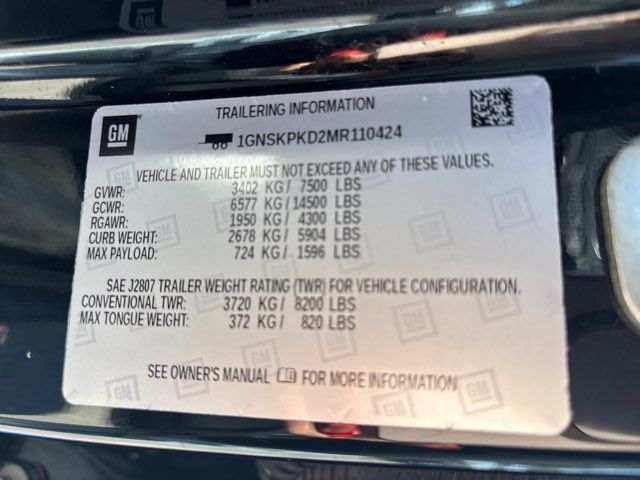 GM
TRAILERING INFORMATION
1GNSKPKD2MR110424
VEHICLE AND TRAILER MUST NOT EXCEED ANY OF THESE VALUES.
GVWR: 3402 KG/ 7500 LBS
GCWR: 6577 KG/14500 LBS
RGAWR: 1950 KG/ 4300 LBS
CURB WEIGHT: 2678 KG/ 5904 LBS
MAX PAYLOAD: 724 KG/ 1596 LBS
SAE J2807 TRAILER WEIGHT RATING (TWR) FOR VEHICLE CONFIGURATION.
CONVENTIONAL TWR: 3720 KG/ 8200 LBS
MAX TONGUE WEIGHT: 372 KG/ 820 LBS
SEE OWNER'S MANUAL FOR MORE INFORMATION